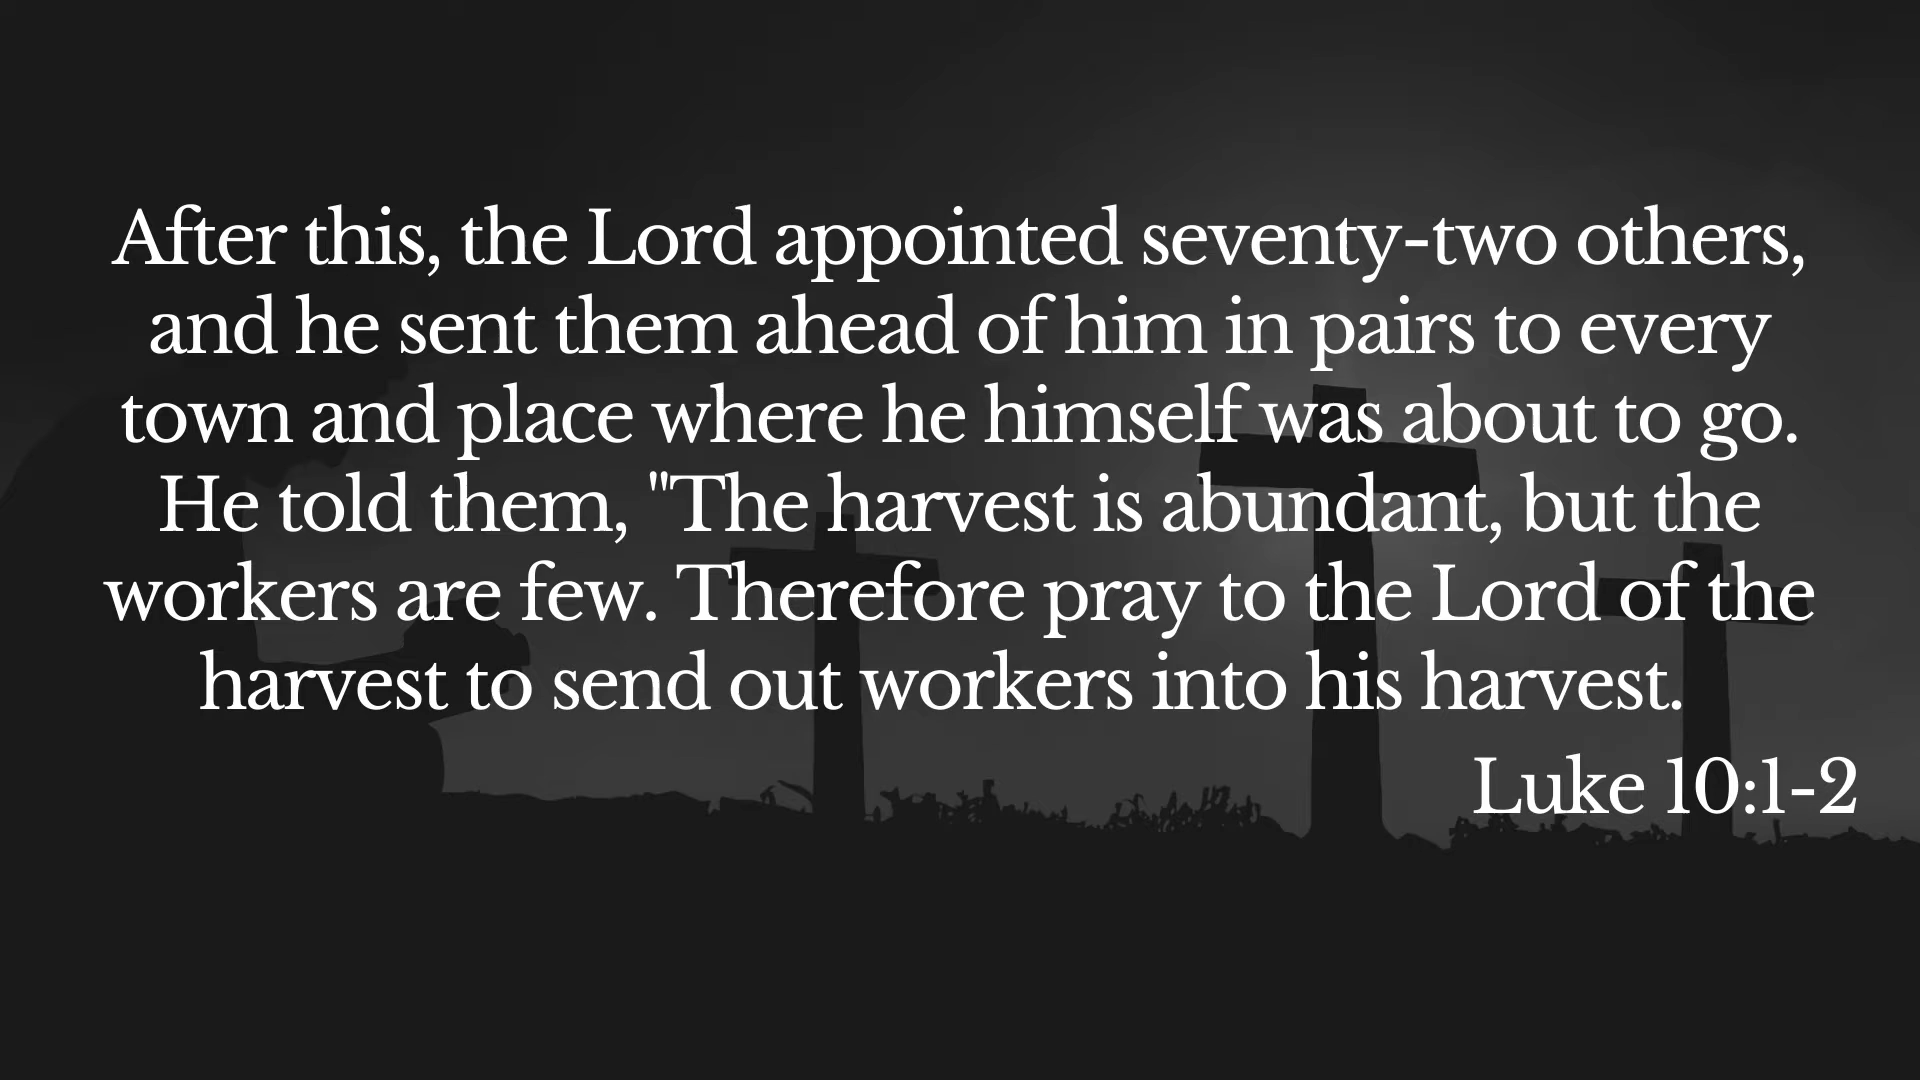 After this, the Lord appointed seventy-two others,
and he sent them ahead of him in pairs to every
town and place where he himself was about to go.
He told them, "The harvest is abundant, but the
workers are few. Therefore pray to the Lord of the
harvest to send out workers into his harvest.
Luke 10:1-2